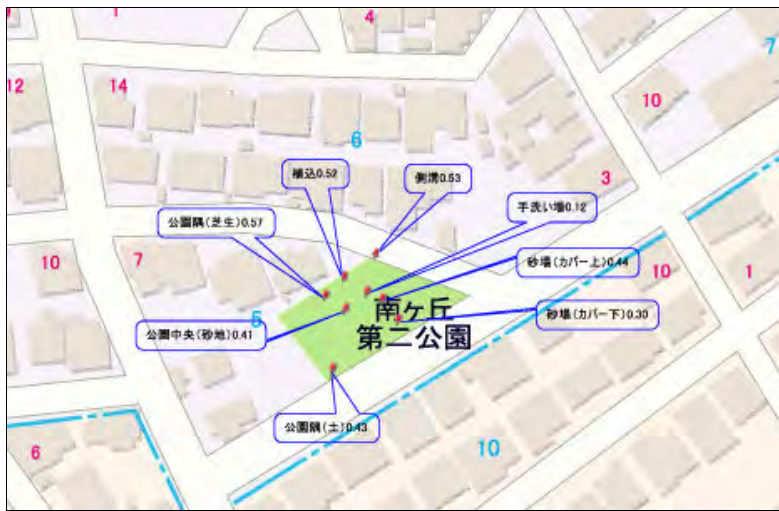 1
4
7
12
14
10
6
3
植込0.52
側溝0.53
手洗い場0.12
公園隅(芝生)0.57
砂場(カバー上)0.44
10
7
10
1
5
南ヶ丘
第二公園
砂場(カバー下)0.30
公園中央(砂地)0.41
公園隅(土)0.43
6
10